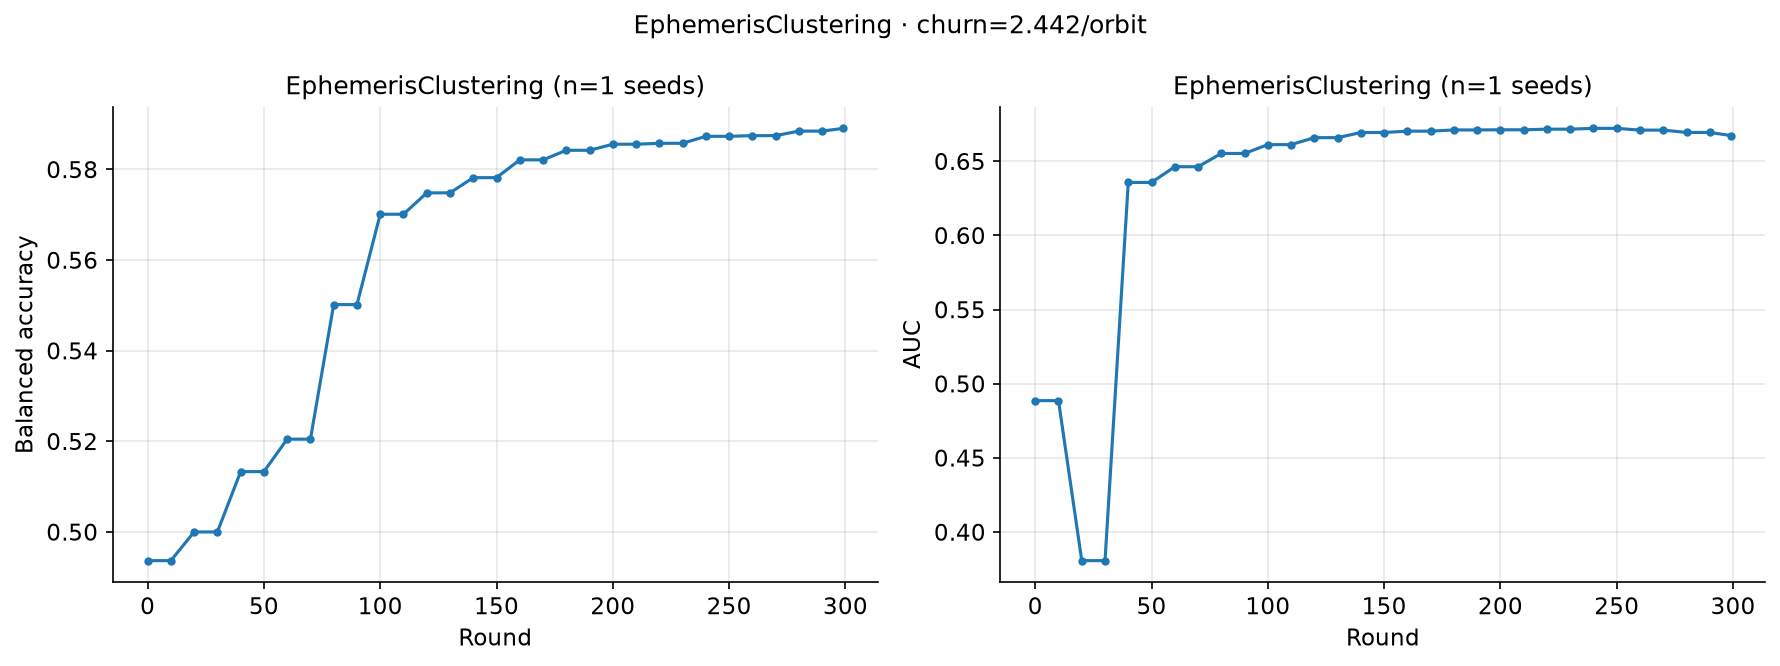 EphemerisClustering · churn=2.442/orbit
EphemerisClustering (n=1 seeds)
Balanced accuracy
0.58
0.56
0.54
0.52
0.50
0 50 100 150 200 250 300
Round
EphemerisClustering (n=1 seeds)
AUC
0.65
0.60
0.55
0.50
0.45
0.40
0 50 100 150 200 250 300
Round